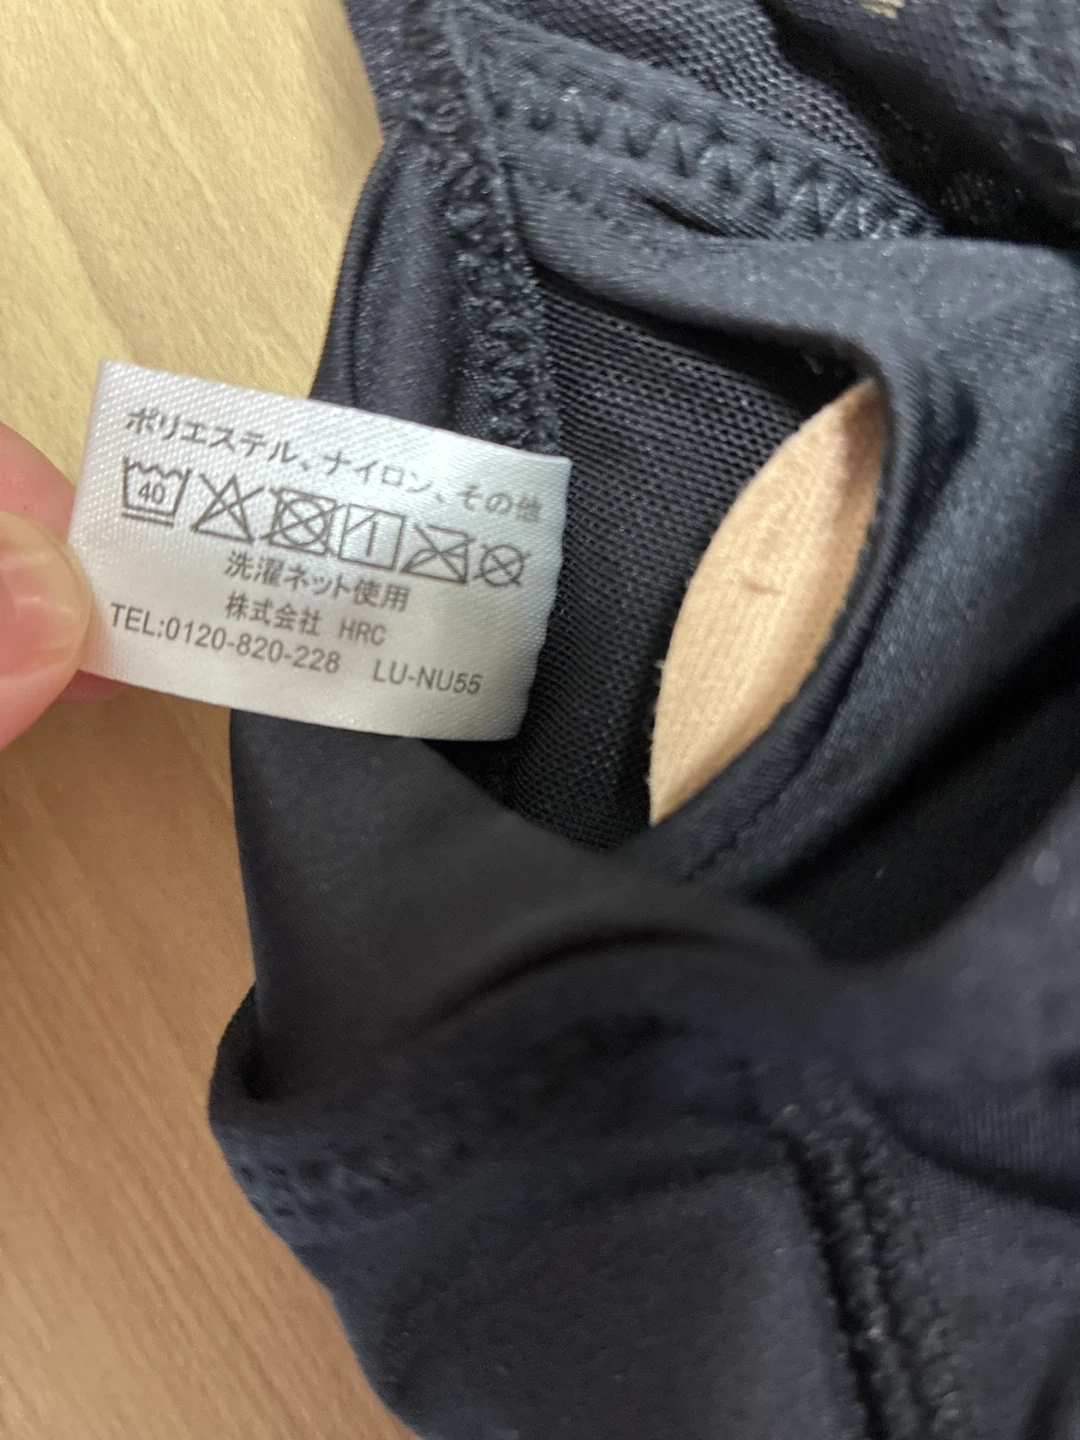 ポリエステル、ナイロン、その他
40
洗濯ネット使用
株式会社 HRC
TEL:0120-820-228 LU-NU55